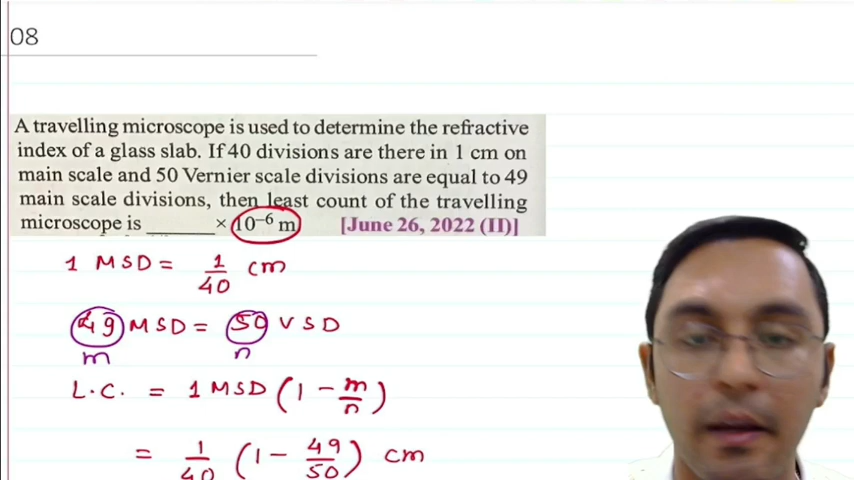 08
A travelling microscope is used to determine the refractive
index of a glass slab. If 40 divisions are there in 1 cm on
main scale and 50 Vernier scale divisions are equal to 49
main scale divisions, then least count of the travelling
microscope is ______ × 10⁻⁶ m. [June 26, 2022 (II)]
1 MSD = 1/40 cm
49 MSD = 50 VSD
m n
L.C. = 1 MSD (1 - m/n)
= 1/40 (1 - 49/50) cm